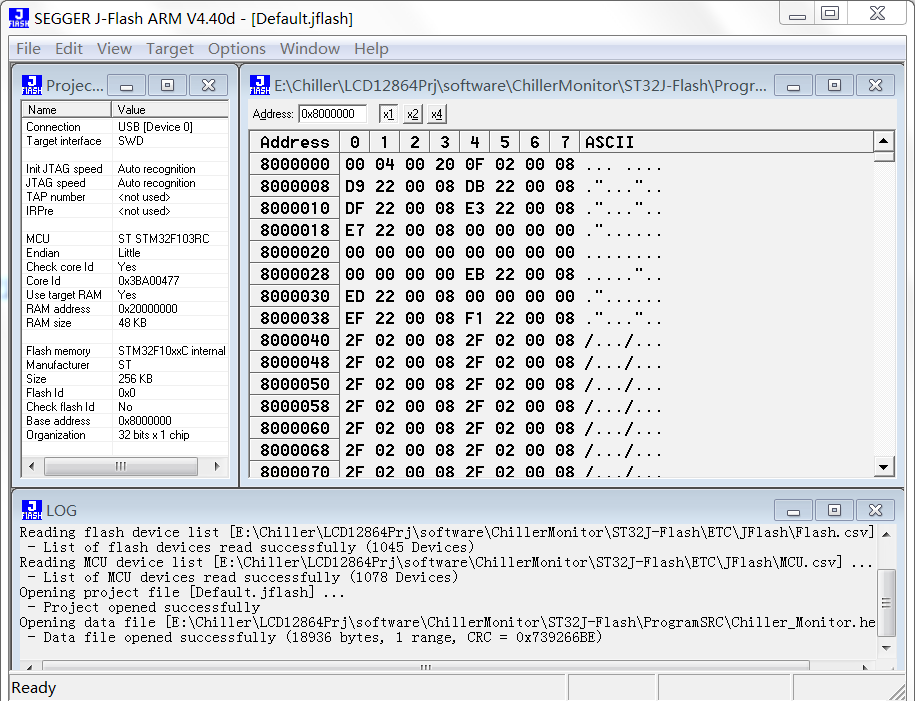 SEGGER J-Flash ARM V4.40d - [Default.jflash]
File Edit View Target Options Window Help
Projec...
Name Value
Connection USB [Device 0]
Target interface SWD
Init JTAG speed Auto recognition
JTAG speed Auto recognition
TAP number <not used>
IRPre <not used>
MCU ST STM32F103RC
Endian Little
Check core Id Yes
Core Id 0x3BA00477
Use target RAM Yes
RAM address 0x20000000
RAM size 48 KB
Flash memory STM32F10xxC internal
Manufacturer ST
Size 256 KB
Flash Id 0x0
Check flash Id No
Base address 0x8000000
Organization 32 bits x 1 chip
E:\Chiller\LCD12864Prj\software\ChillerMonitor\ST32J-Flash\Progr...
Address: 0x8000000 x1 x2 x4
Address 0 1 2 3 4 5 6 7 ASCII
8000000 00 04 00 20 0F 02 00 08 ... ....
8000008 D9 22 00 08 DB 22 00 08 ."..."..
8000010 DF 22 00 08 E3 22 00 08 ."..."..
8000018 E7 22 00 08 00 00 00 00 ."......
8000020 00 00 00 00 00 00 00 00 ........
8000028 00 00 00 00 EB 22 00 08 ....."..
8000030 ED 22 00 08 00 00 00 00 ."......
8000038 EF 22 00 08 F1 22 00 08 ."..."..
8000040 2F 02 00 08 2F 02 00 08 /.../...
8000048 2F 02 00 08 2F 02 00 08 /.../...
8000050 2F 02 00 08 2F 02 00 08 /.../...
8000058 2F 02 00 08 2F 02 00 08 /.../...
8000060 2F 02 00 08 2F 02 00 08 /.../...
8000068 2F 02 00 08 2F 02 00 08 /.../...
8000070 2F 02 00 08 2F 02 00 08 /.../...
LOG
Reading flash device list [E:\Chiller\LCD12864Prj\software\ChillerMonitor\ST32J-Flash\ETC\JFlash\Flash.csv]
- List of flash devices read successfully (1045 Devices)
Reading MCU device list [E:\Chiller\LCD12864Prj\software\ChillerMonitor\ST32J-Flash\ETC\JFlash\MCU.csv] ...
- List of MCU devices read successfully (1078 Devices)
Opening project file [Default.jflash] ...
- Project opened successfully
Opening data file [E:\Chiller\LCD12864Prj\software\ChillerMonitor\ST32J-Flash\ProgramSRC\Chiller_Monitor.he
- Data file opened successfully (18936 bytes, 1 range, CRC = 0x739266BE)
Ready